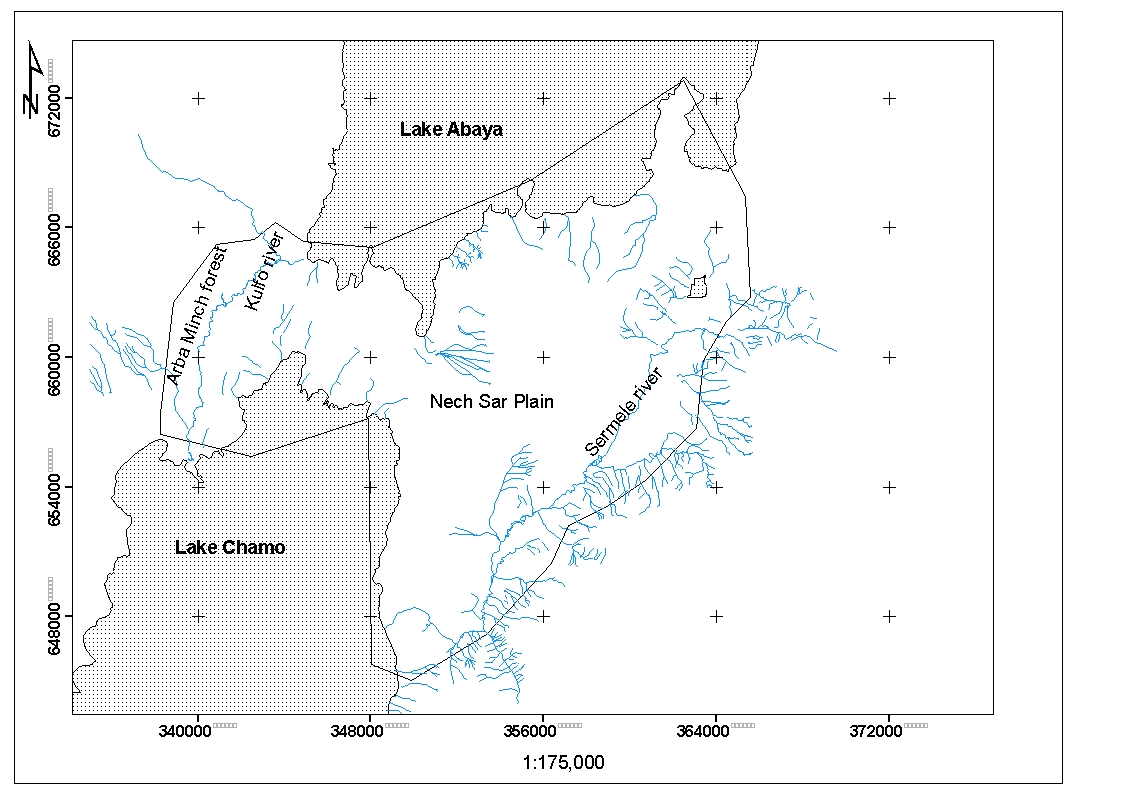 N
672000
Lake Abaya
666000
Kulfo river
Arba Minch forest
660000
Nech Sar Plain
Sermele river
654000
Lake Chamo
648000
340000
348000
356000
364000
372000
1:175,000